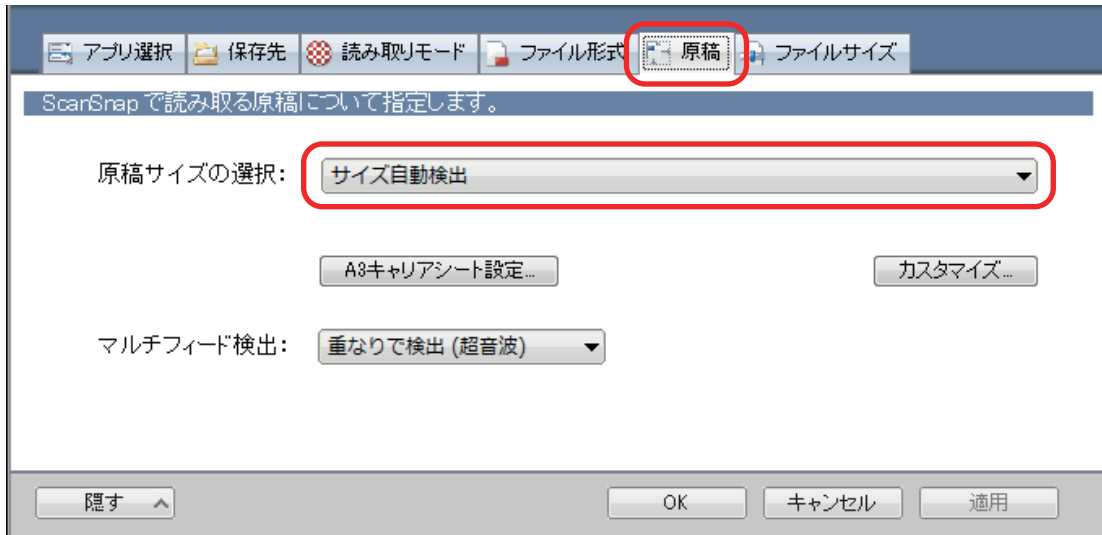 アプリ選択 保存先 読み取りモード ファイル形式 原稿 ファイルサイズ
ScanSnap で読み取る原稿について指定します。
原稿サイズの選択: サイズ自動検出
A3キャリアシート設定... カスタマイズ...
マルチフィード検出: 重なりで検出 (超音波)
隠す OK キャンセル 適用